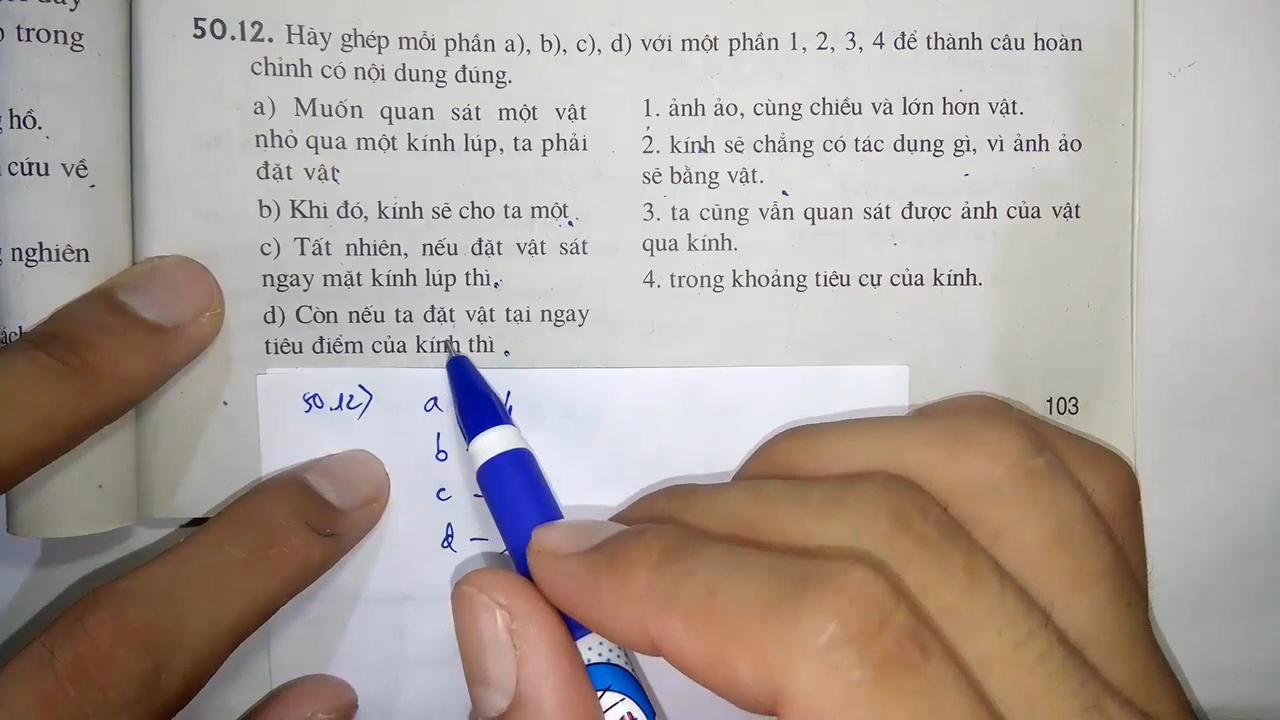 trong
hồ.
cứu về
nghiên
50.12. Hãy ghép mỗi phần a), b), c), d) với một phần 1, 2, 3, 4 để thành câu hoàn
chỉnh có nội dung đúng.
a) Muốn quan sát một vật
nhỏ qua một kính lúp, ta phải
đặt vật
b) Khi đó, kính sẽ cho ta một
c) Tất nhiên, nếu đặt vật sát
ngay mặt kính lúp thì
d) Còn nếu ta đặt vật tại ngay
tiêu điểm của kính thì
1. ảnh ảo, cùng chiều và lớn hơn vật.
2. kính sẽ chẳng có tác dụng gì, vì ảnh ảo
sẽ bằng vật.
3. ta cũng vẫn quan sát được ảnh của vật
qua kính.
4. trong khoảng tiêu cự của kính.
103
50.12) a
b
c -
d -